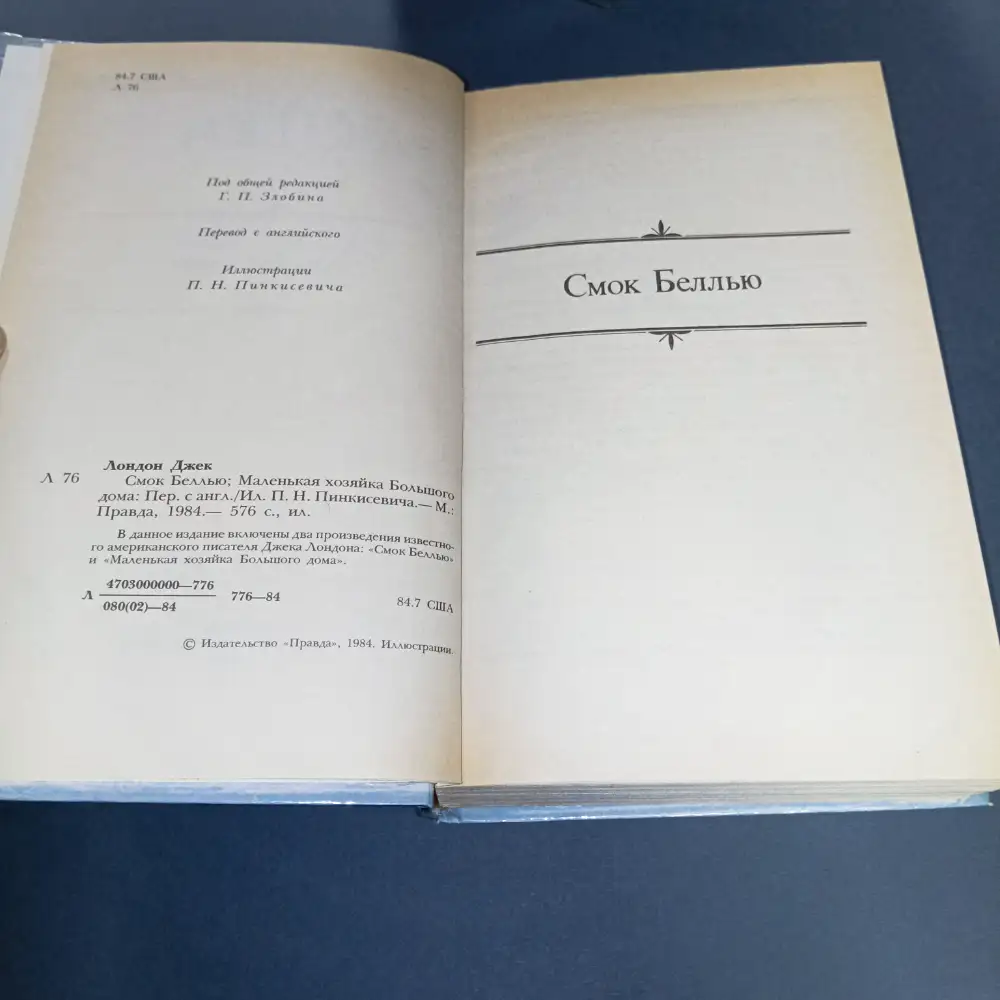 84.7 США
Л 76
Под общей редакцией
Г. П. Злобина
Перевод с английского
Иллюстрации
П. Н. Пинкисевича
Лондон Джек
Л 76
Смок Беллью; Маленькая хозяйка Большого
дома: Пер. с англ./Ил. П. Н. Пинкисевича.— М.:
Правда, 1984.— 576 с., ил.
В данное издание включены два произведения известно-
го американского писателя Джека Лондона: «Смок Беллью»
и «Маленькая хозяйка Большого дома».
4703000000—776
Л 776—84
080(02)—84
84.7 США
© Издательство «Правда», 1984. Иллюстрации.
Смок Беллью